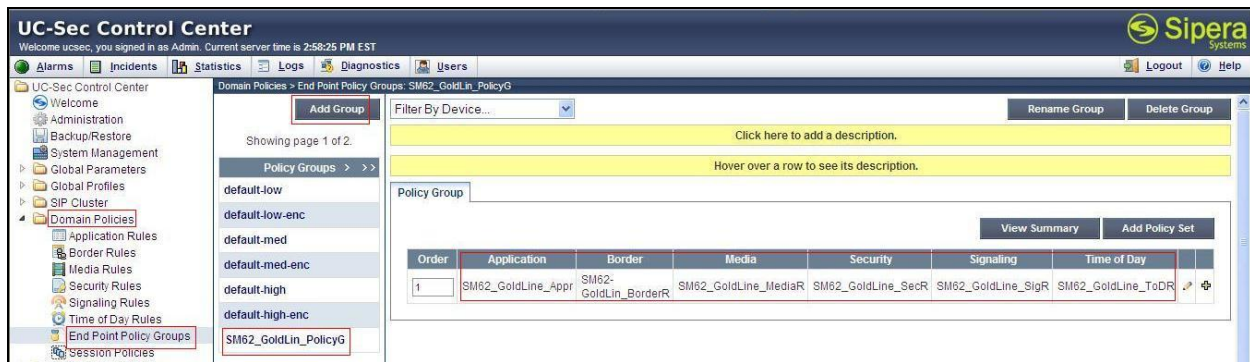 UC-Sec Control Center
Welcome ucsec, you signed in as Admin. Current server time is 2:58:25 PM EST
Sipera
Systems
Alarms Incidents Statistics Logs Diagnostics Users Logout Help
UC-Sec Control Center
Welcome
Administration
Backup/Restore
System Management
Global Parameters
Global Profiles
SIP Cluster
Domain Policies
Application Rules
Border Rules
Media Rules
Security Rules
Signaling Rules
Time of Day Rules
End Point Policy Groups
Session Policies
Domain Policies > End Point Policy Groups: SM62_GoldLin_PolicyG
Add Group
Showing page 1 of 2.
Policy Groups > >>
default-low
default-low-enc
default-med
default-med-enc
default-high
default-high-enc
SM62_GoldLin_PolicyG
Filter By Device...
Rename Group
Delete Group
Click here to add a description.
Hover over a row to see its description.
Policy Group
View Summary
Add Policy Set
Order Application Border Media Security Signaling Time of Day
1 SM62_GoldLine_Appr SM62-
GoldLin_BorderR SM62_GoldLine_MediaR SM62_GoldLine_SecR SM62_GoldLine_SigR SM62_GoldLine_ToDR